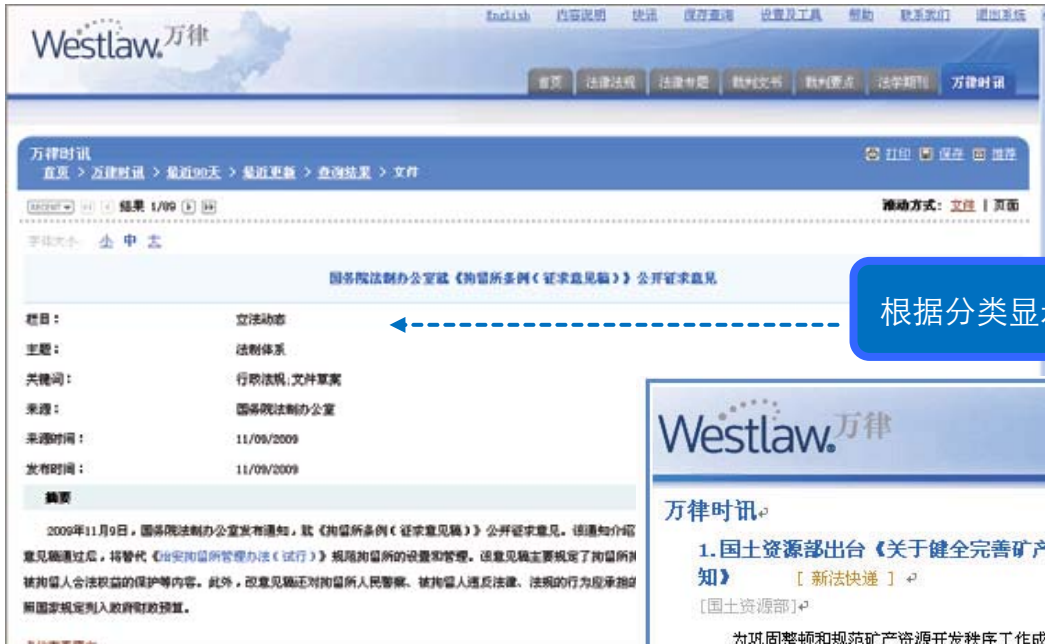 English 内容说明 快讯 保存查询 设置及工具 帮助 联系我们 退出系统
Westlaw. 万律
首页 法律法规 法律专题 裁判文书 裁判要点 法学期刊 万律时讯
万律时讯
打印 保存 推荐
首页 > 万律时讯 > 最近90天 > 最近更新 > 查询结果 > 文件
结果 1/89
滚动方式: 文件 | 页面
字体大小 小 中 大
国务院法制办公室就《拘留所条例(征求意见稿)》公开征求意见
栏目: 立法动态
根据分类显
主题: 法制体系
关键词: 行政法规;文件草案
来源: 国务院法制办公室
来源时间: 11/09/2009
发布时间: 11/09/2009
摘要
2009年11月9日,国务院法制办公室发布通知,就《拘留所条例(征求意见稿)》公开征求意见。该通知介绍
意见稿通过后,将替代《治安拘留所管理办法(试行)》规范拘留所的设置和管理。该意见稿主要规定了拘留所
被拘留人合法权益的保护等内容。此外,改意见稿还对拘留所人民警察、被拘留人违反法律、法规的行为应承担的
照国家规定列入政府财政预算。
Westlaw. 万律
万律时讯
1.国土资源部出台《关于健全完善矿产
知》 [ 新法快递 ]
[国土资源部]
为巩固整顿和规范矿产资源开发秩序工作成